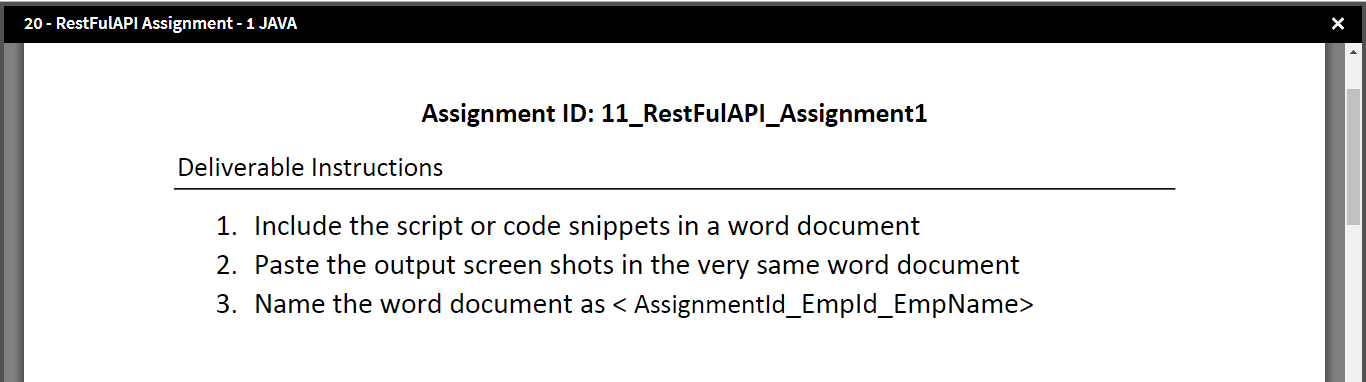 20 - RestFulAPI Assignment - 1 JAVA
Assignment ID: 11_RestFulAPI_Assignment1
Deliverable Instructions
1. Include the script or code snippets in a word document
2. Paste the output screen shots in the very same word document
3. Name the word document as < AssignmentId_EmpId_EmpName>